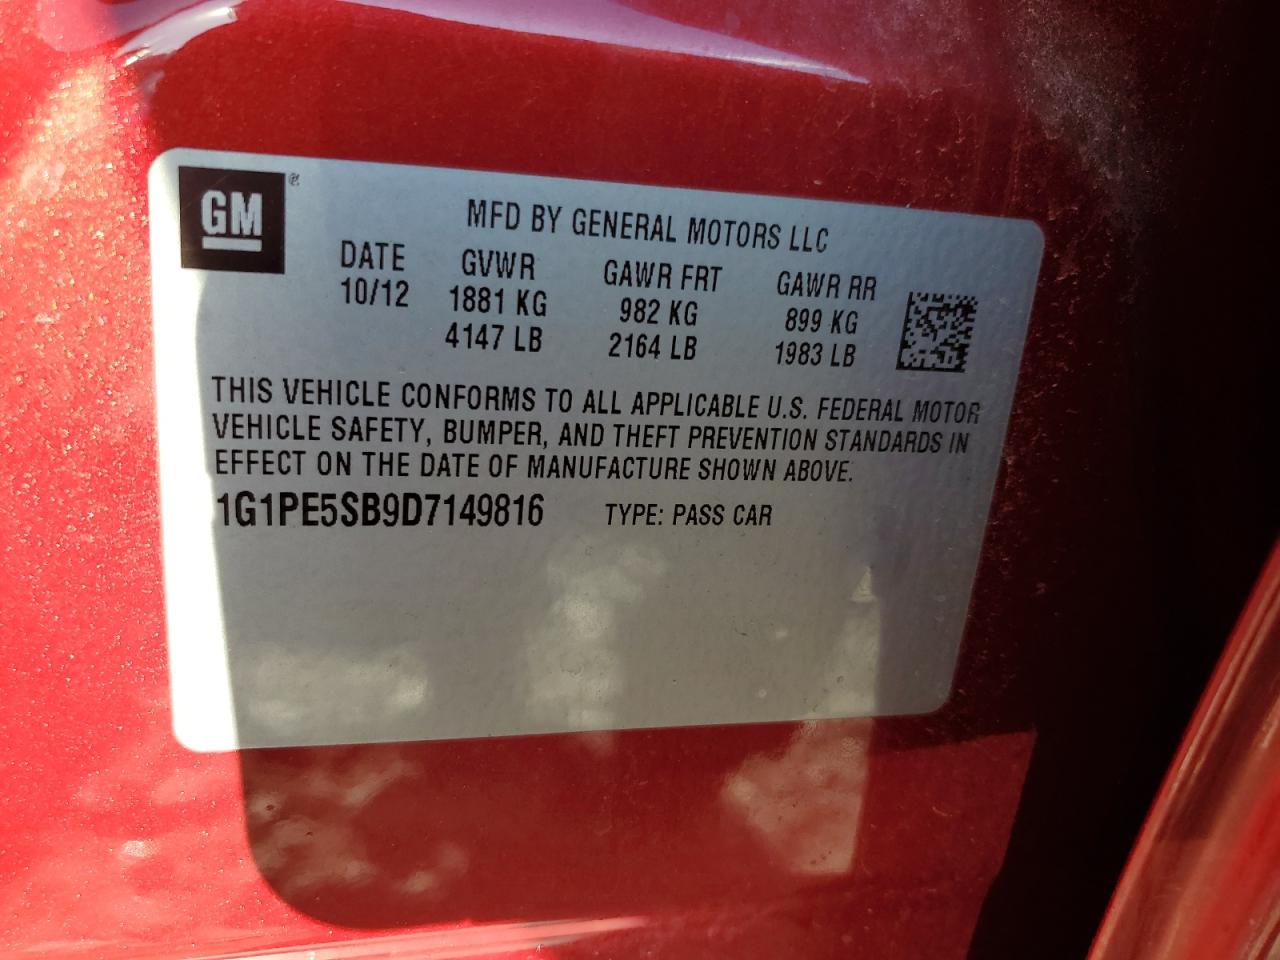 GM®
MFD BY GENERAL MOTORS LLC
DATE GVWR GAWR FRT GAWR RR
10/12 1881 KG 982 KG 899 KG
4147 LB 2164 LB 1983 LB
THIS VEHICLE CONFORMS TO ALL APPLICABLE U.S. FEDERAL MOTOR
VEHICLE SAFETY, BUMPER, AND THEFT PREVENTION STANDARDS IN
EFFECT ON THE DATE OF MANUFACTURE SHOWN ABOVE.
1G1PE5SB9D7149816 TYPE: PASS CAR